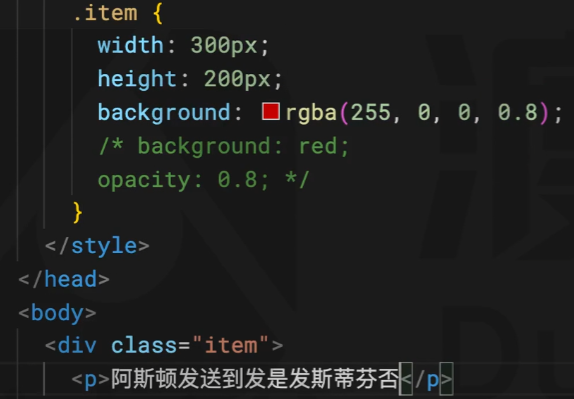 .item {
width: 300px;
height: 200px;
background: rgba(255, 0, 0, 0.8);
/* background: red;
opacity: 0.8; */
}
</style>
</head>
<body>
<div class="item">
<p>阿斯顿发送到发是发斯蒂芬否</p>